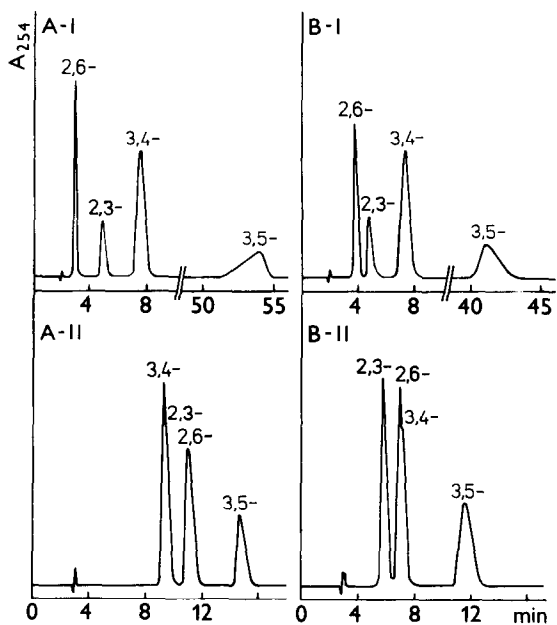 A254
A-I
2,6-
2,3-
3,4-
3,5-
4 8 50 55
B-I
2,6-
2,3-
3,4-
3,5-
4 8 40 45
A-II
3,4-
2,3-
2,6-
3,5-
0 4 8 12
B-II
2,3-
2,6-
3,4-
3,5-
0 4 8 12 min